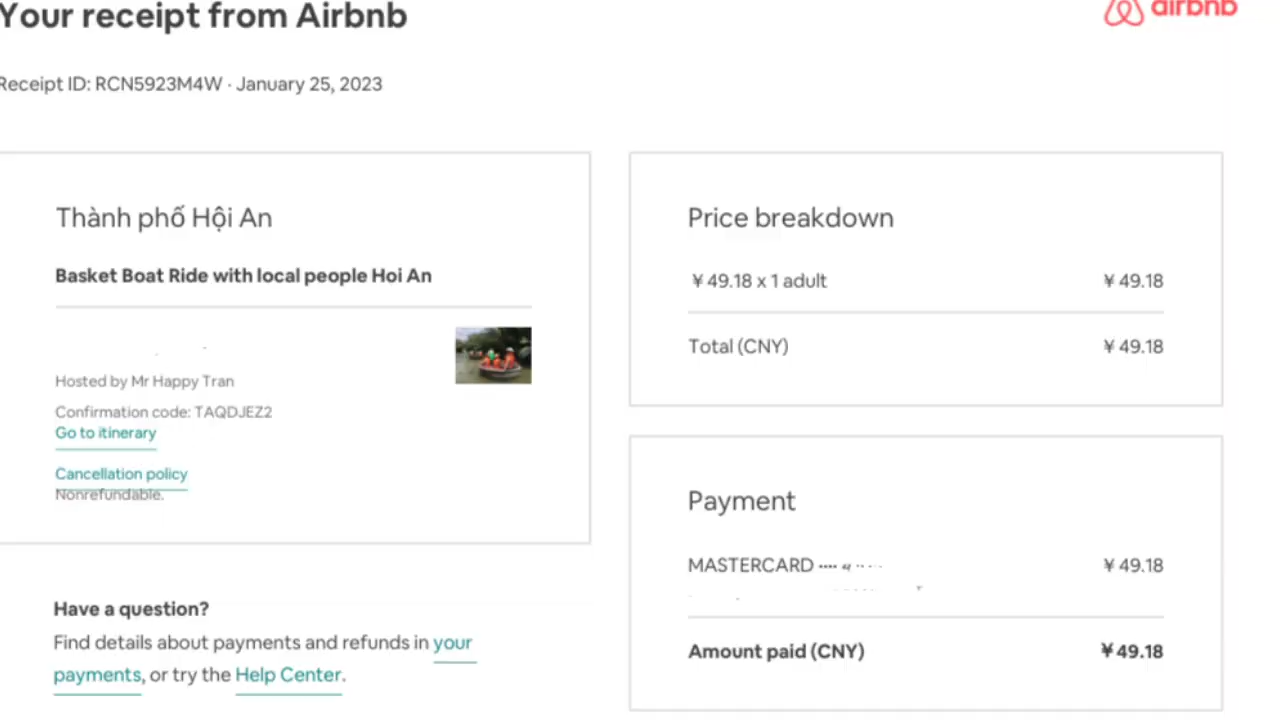 Your receipt from Airbnb
airbnb
Receipt ID: RCN5923M4W · January 25, 2023
Thành phố Hội An
Basket Boat Ride with local people Hoi An
Hosted by Mr Happy Tran
Confirmation code: TAQDJEZ2
Go to itinerary
Cancellation policy
Nonrefundable.
Have a question?
Find details about payments and refunds in your
payments, or try the Help Center.
Price breakdown
¥49.18 x 1 adult ¥49.18
Total (CNY) ¥49.18
Payment
MASTERCARD •••• ¥49.18
Amount paid (CNY) ¥49.18